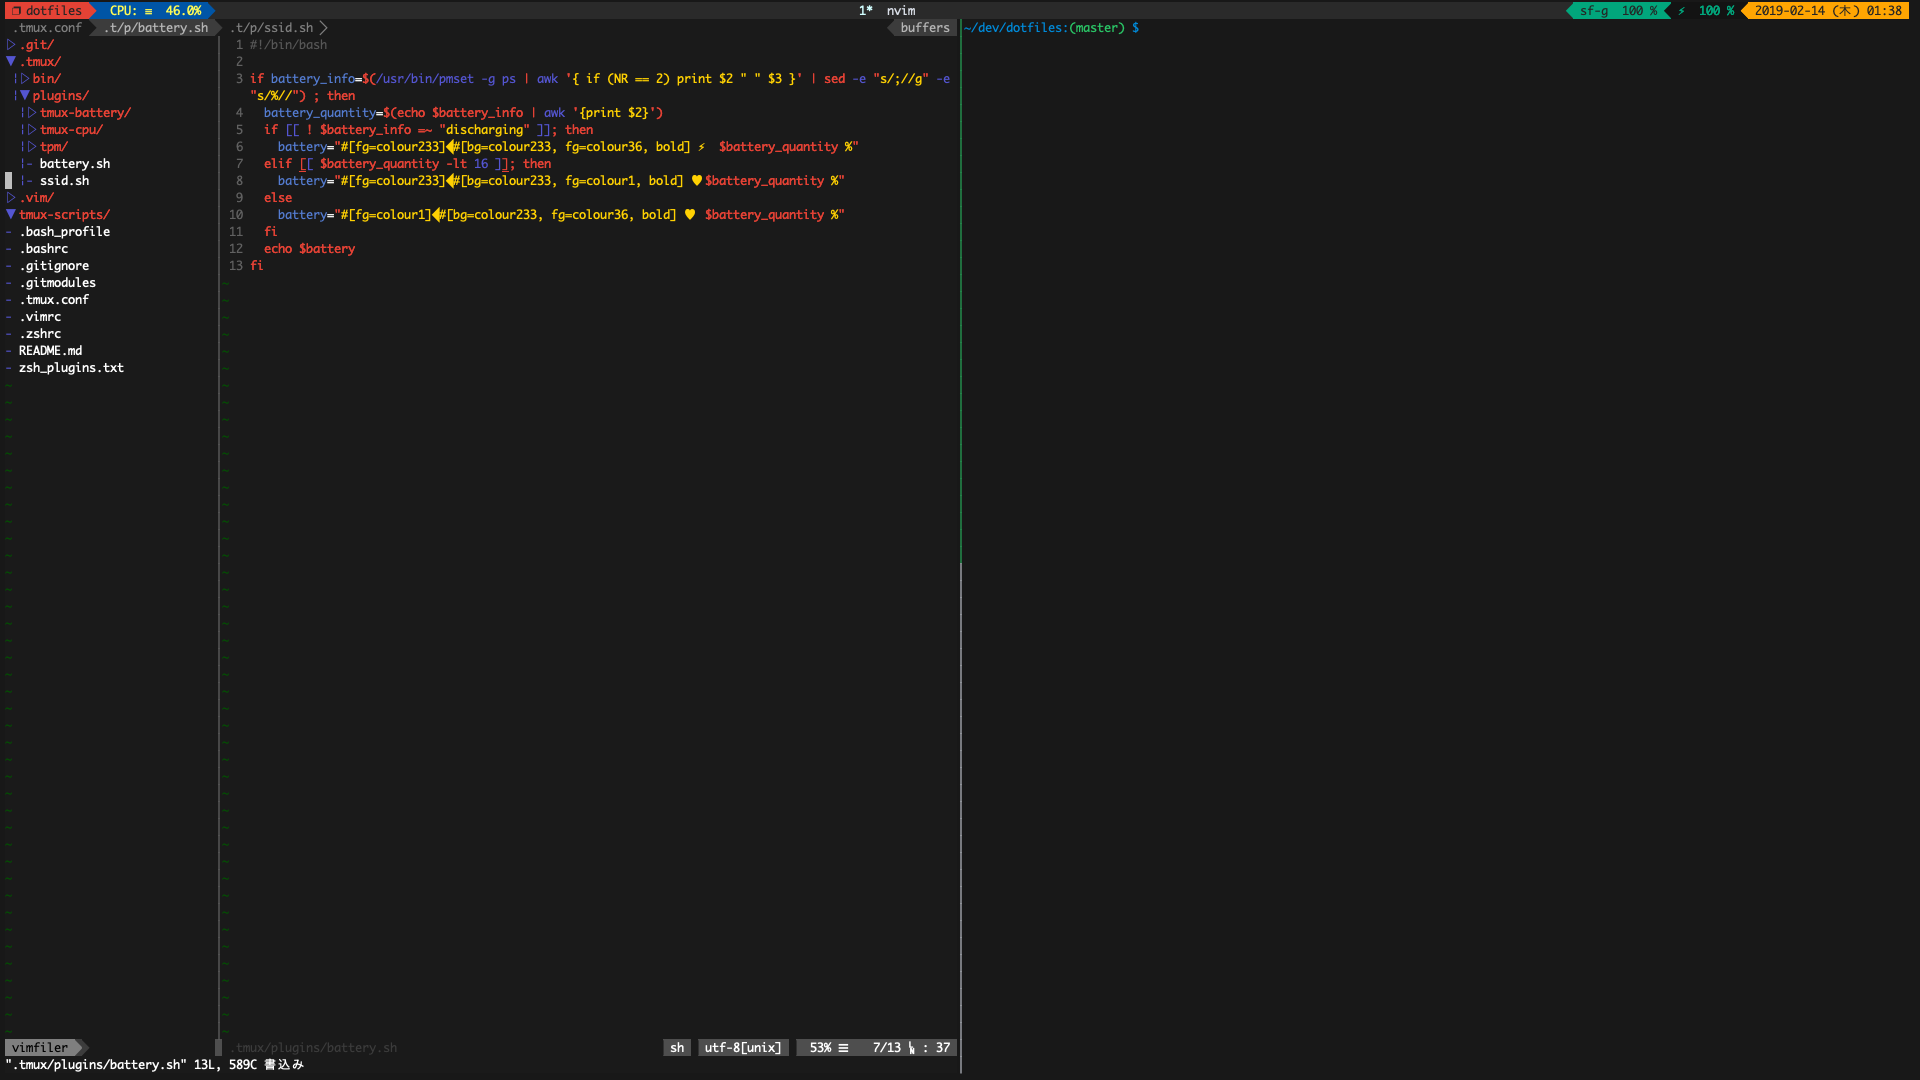 ❐ dotfiles CPU: ≡ 46.0% 1* nvim sf-g 100 % ⚡ 100 % 2019-02-14 (木) 01:38
.tmux.conf .t/p/battery.sh .t/p/ssid.sh buffers
▷.git/
▼.tmux/
¦▷bin/
¦▼plugins/
¦▷tmux-battery/
¦▷tmux-cpu/
¦▷tpm/
¦- battery.sh
¦- ssid.sh
▷.vim/
▼tmux-scripts/
- .bash_profile
- .bashrc
- .gitignore
- .gitmodules
- .tmux.conf
- .vimrc
- .zshrc
- README.md
- zsh_plugins.txt
1 #!/bin/bash
2
3 if battery_info=$(/usr/bin/pmset -g ps | awk '{ if (NR == 2) print $2 " " $3 }' | sed -e "s/;//g" -e
"s/%//") ; then
4 battery_quantity=$(echo $battery_info | awk '{print $2}')
5 if [[ ! $battery_info =~ "discharging" ]]; then
6 battery="#[fg=colour233]#[bg=colour233, fg=colour36, bold] ⚡ $battery_quantity %"
7 elif [[ $battery_quantity -lt 16 ]]; then
8 battery="#[fg=colour233]#[bg=colour233, fg=colour1, bold] ♥$battery_quantity %"
9 else
10 battery="#[fg=colour1]#[bg=colour233, fg=colour36, bold] ♥ $battery_quantity %"
11 fi
12 echo $battery
13 fi
~/dev/dotfiles:(master) $
vimfiler .tmux/plugins/battery.sh sh utf-8[unix] 53% ☰ 7/13 : 37
".tmux/plugins/battery.sh" 13L, 589C 書込み